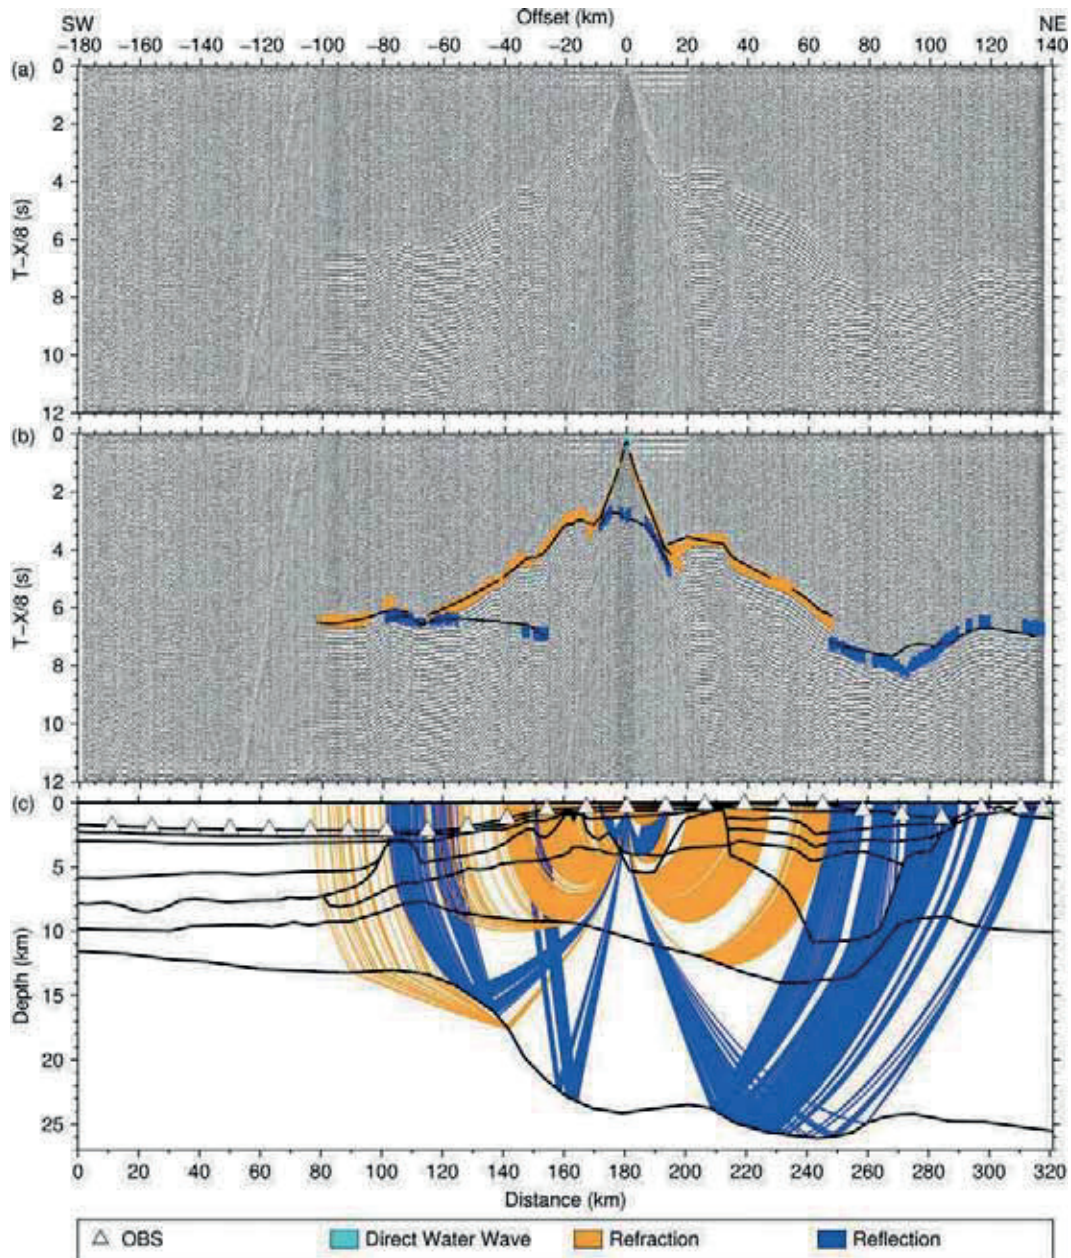 SW Offset (km) NE
−180 −160 −140 −120 −100 −80 −60 −40 −20 0 20 40 60 80 100 120 140
(a)
0
2
4
6
8
10
12
T−X/8 (s)
(b)
0
2
4
6
8
10
12
T−X/8 (s)
(c)
0
5
10
15
20
25
Depth (km)
0 20 40 60 80 100 120 140 160 180 200 220 240 260 280 300 320
Distance (km)
OBS Direct Water Wave Refraction Reflection